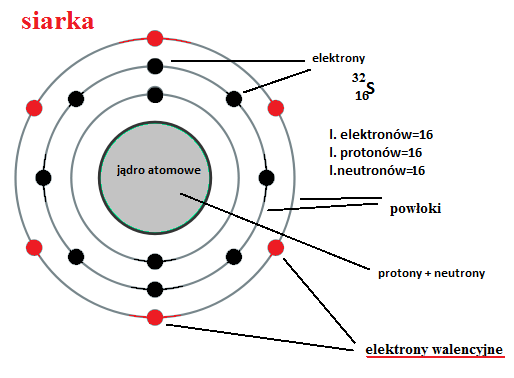 siarka
elektrony
32
S
16
l. elektronów=16
l. protonów=16
l.neutronów=16
jądro atomowe
powłoki
protony + neutrony
elektrony walencyjne